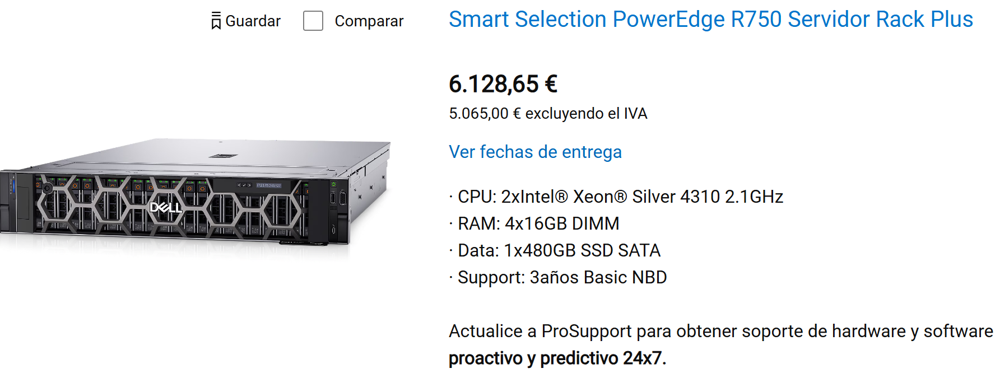 Guardar
Comparar
Smart Selection PowerEdge R750 Servidor Rack Plus
6.128,65 €
5.065,00 € excluyendo el IVA
Ver fechas de entrega
· CPU: 2xIntel® Xeon® Silver 4310 2.1GHz
· RAM: 4x16GB DIMM
· Data: 1x480GB SSD SATA
· Support: 3años Basic NBD
Actualice a ProSupport para obtener soporte de hardware y software
proactivo y predictivo 24x7.
DELL